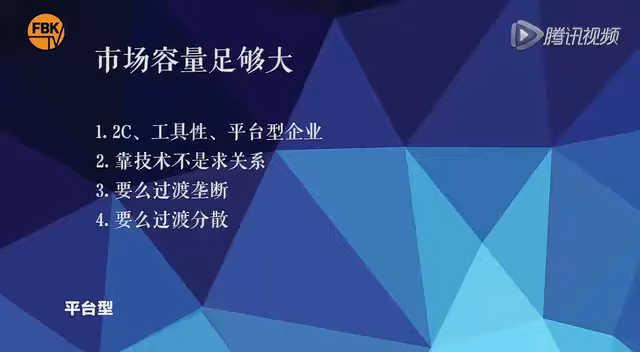 FBK
TV
腾讯视频
市场容量足够大
1. 2C、工具性、平台型企业
2. 靠技术不是求关系
3. 要么过渡垄断
4. 要么过渡分散
平台型